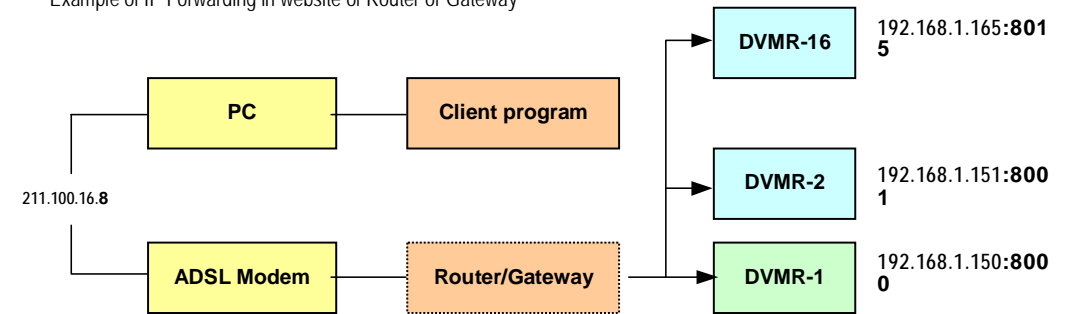 Example of IP Forwarding in website of Router or Gateway
DVMR-16
192.168.1.165:801
5
PC
Client program
DVMR-2
192.168.1.151:800
1
211.100.16.8
ADSL Modem
Router/Gateway
DVMR-1
192.168.1.150:800
0